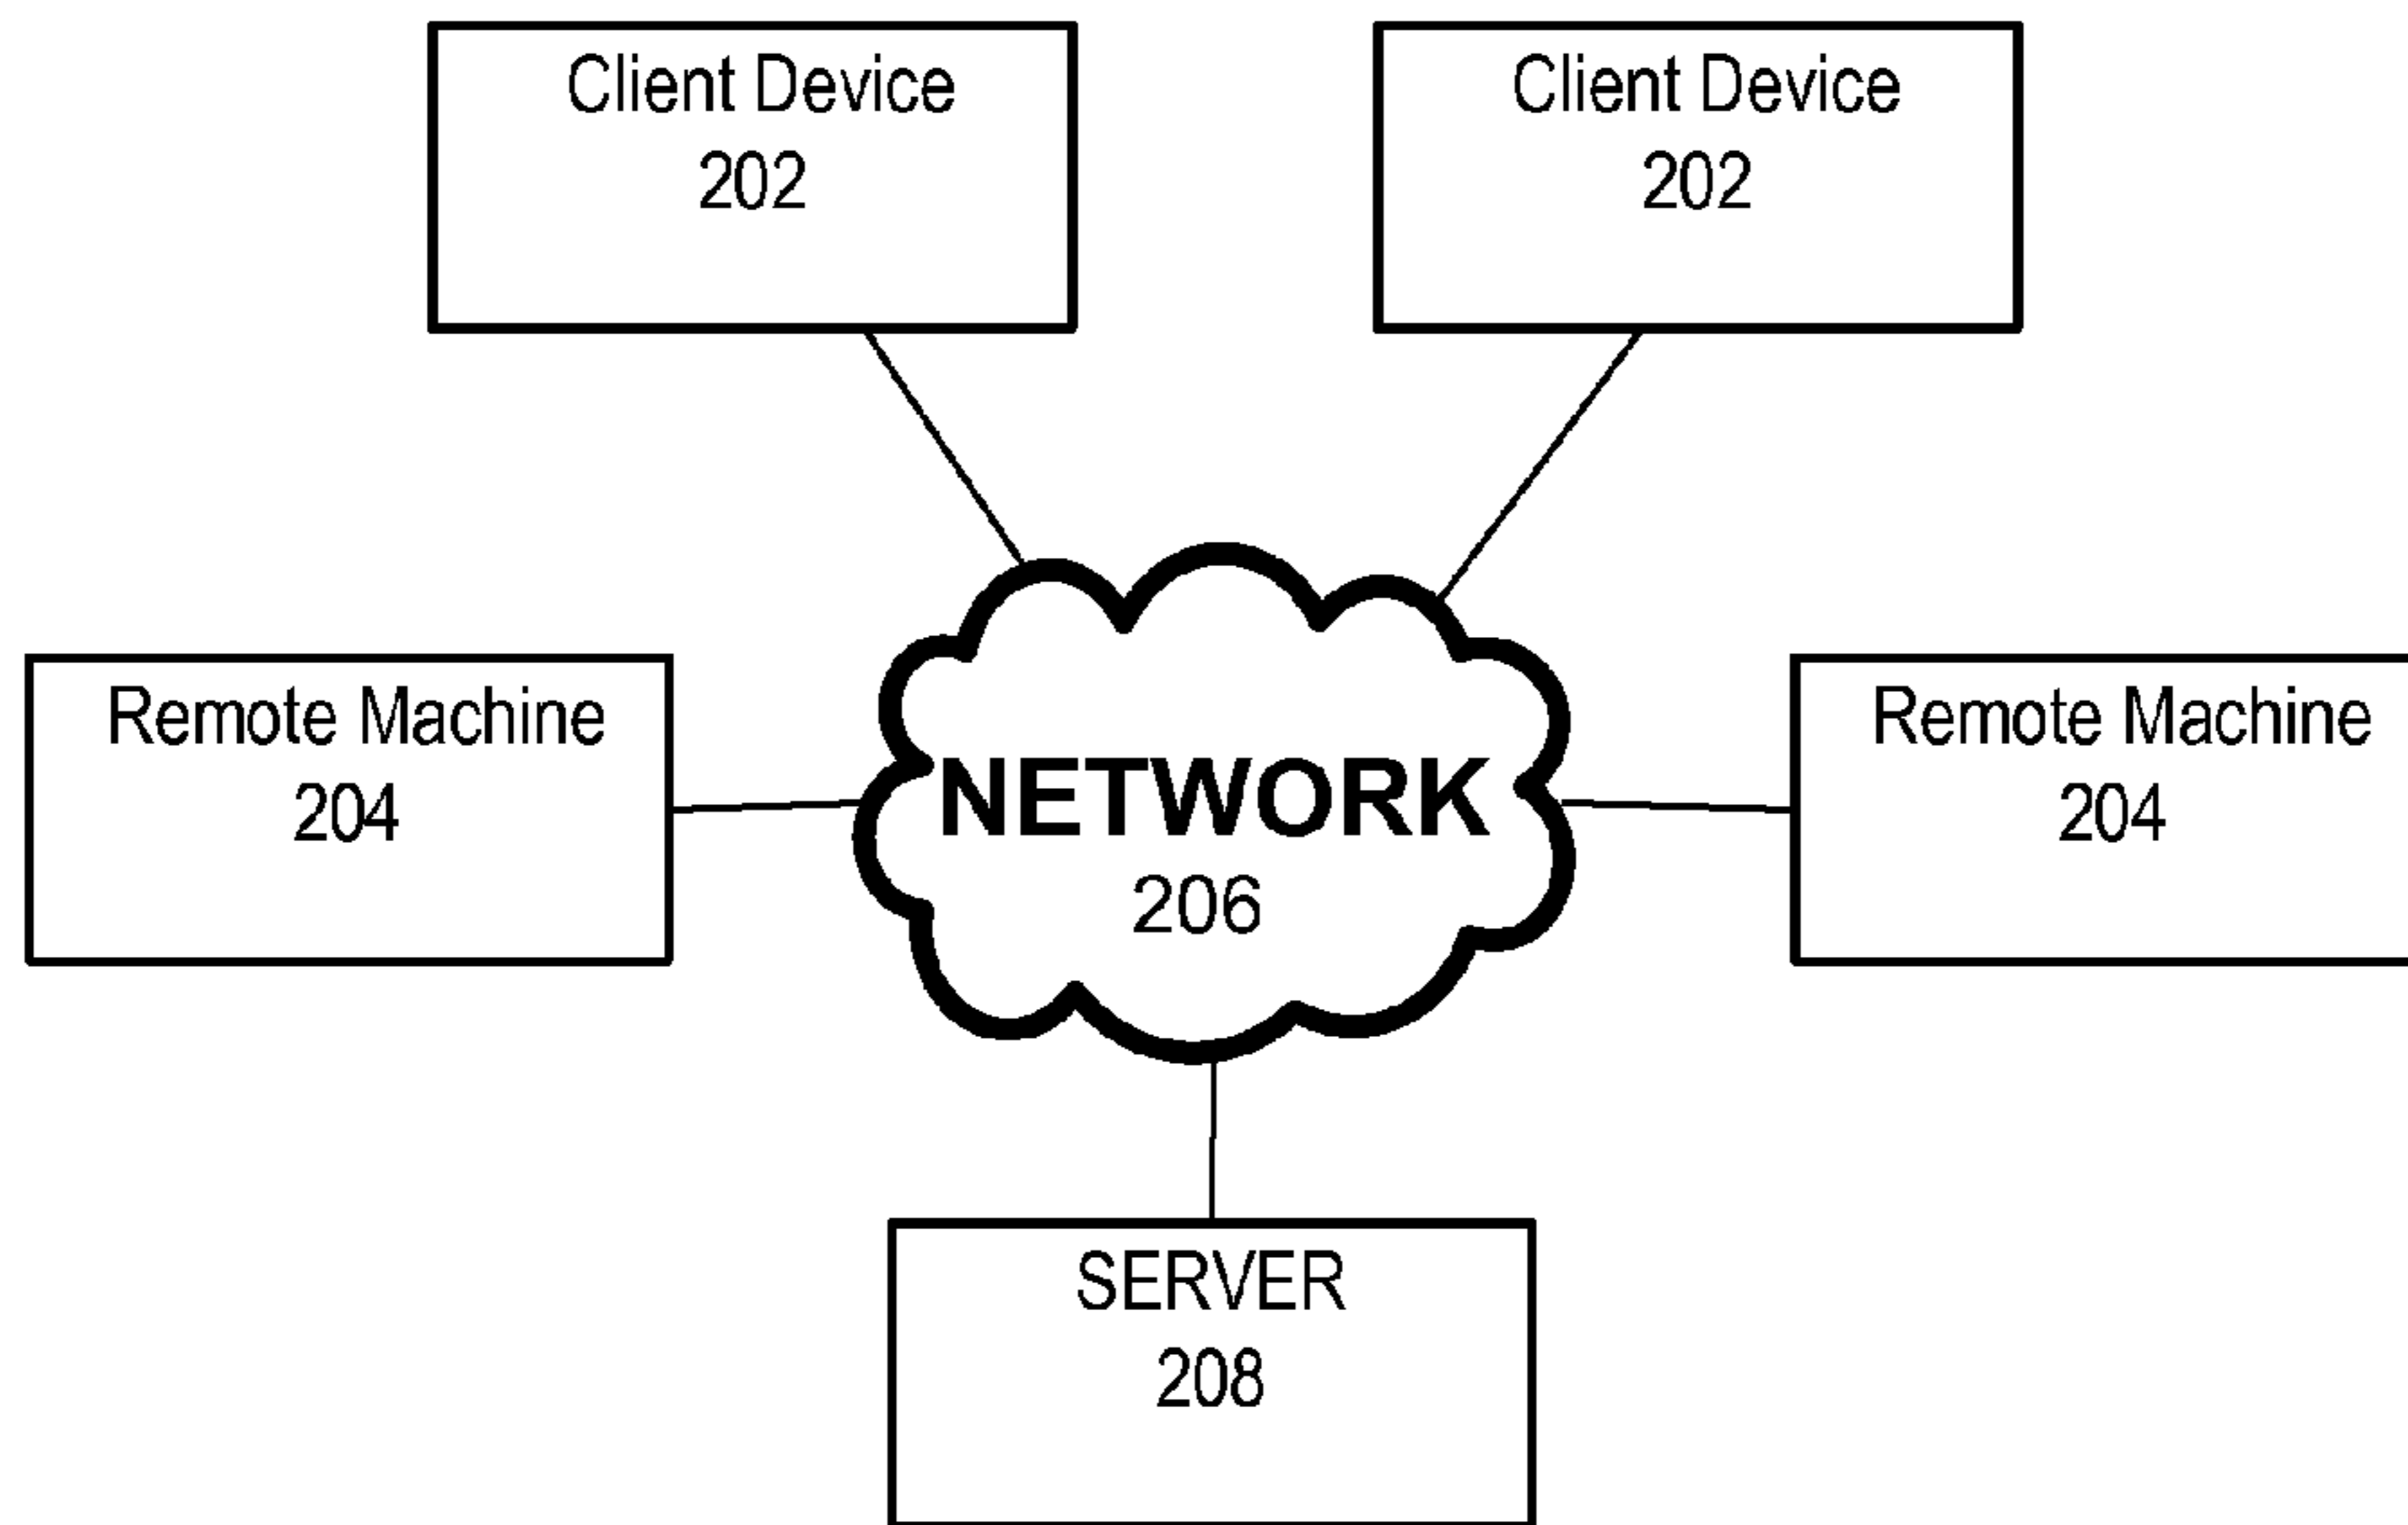 Client Device
202
Client Device
202
Remote Machine
204
NETWORK
206
Remote Machine
204
SERVER
208